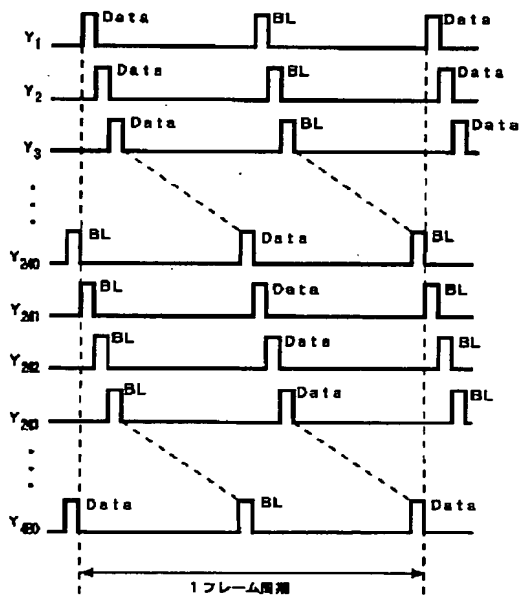 Y1 Data BL Data
Y2 Data BL Data
Y3 Data BL Data
Y240 BL Data BL
Y241 BL Data BL
Y242 BL Data BL
Y243 BL Data BL
Y480 Data BL Data
1フレーム周期